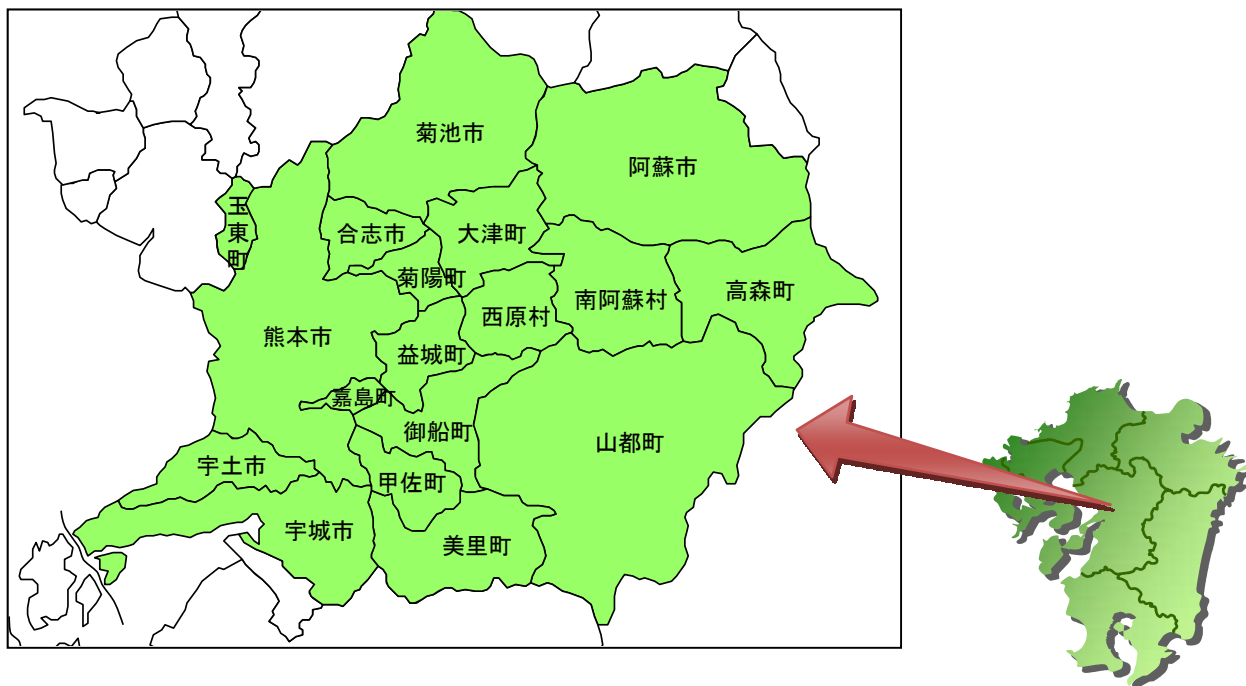 菊池市
阿蘇市
玉東町
合志市
大津町
菊陽町
南阿蘇村
高森町
西原村
熊本市
益城町
嘉島町
御船町
山都町
宇土市
甲佐町
宇城市
美里町